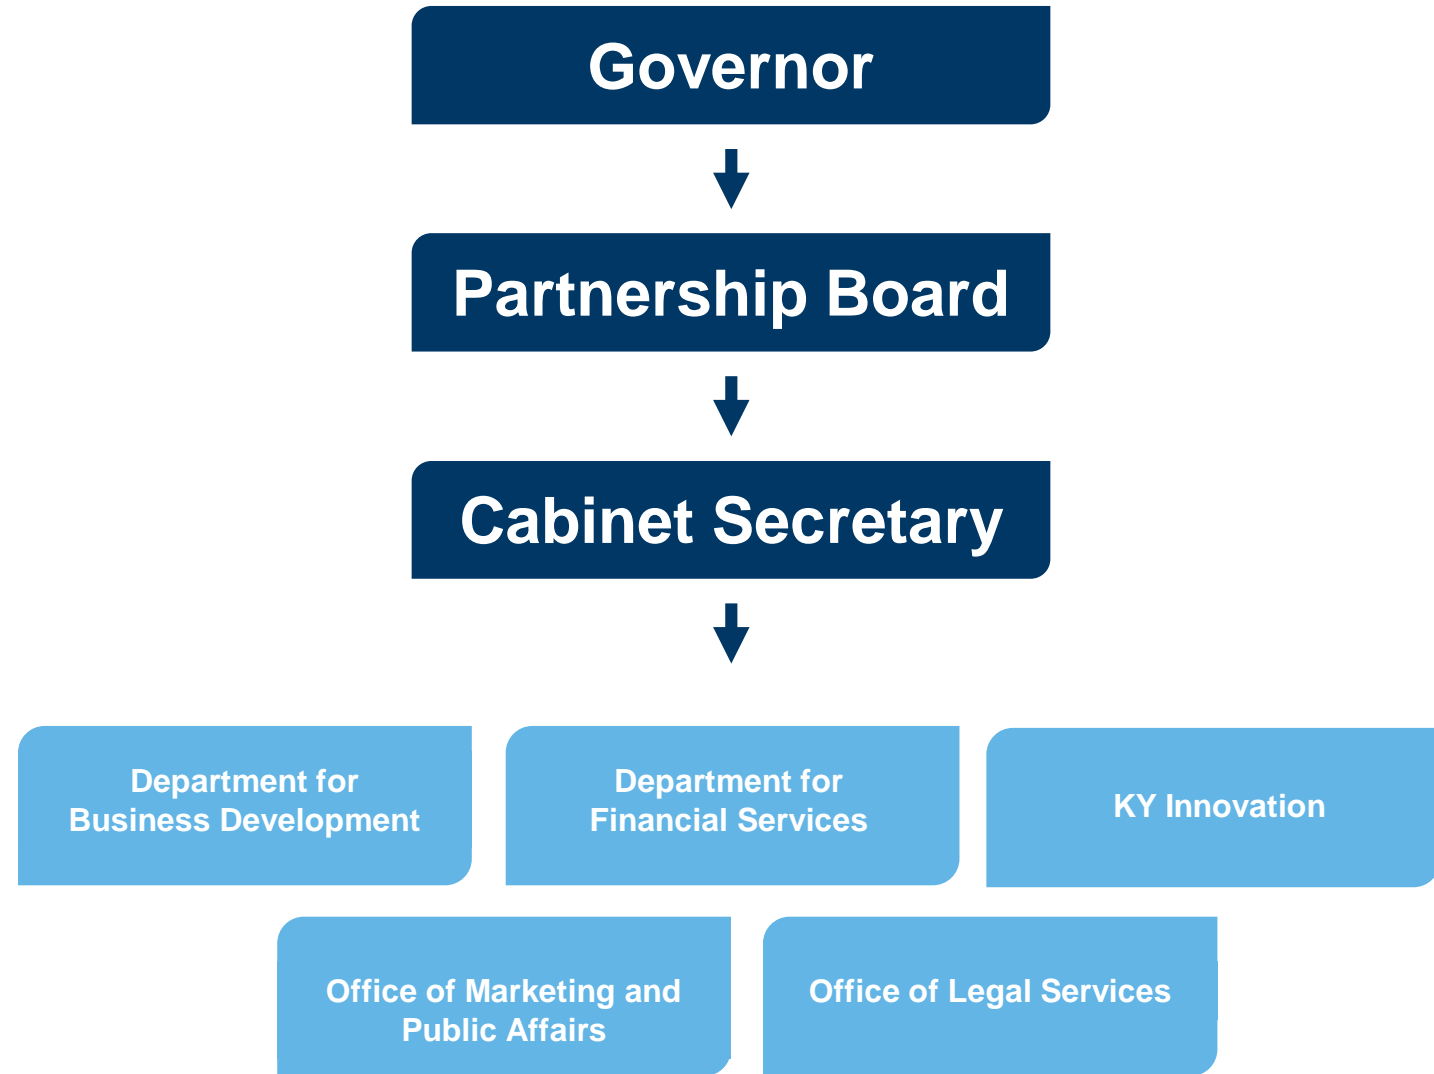 Governor
Partnership Board
Cabinet Secretary
Department for
Business Development
Department for
Financial Services
KY Innovation
Office of Marketing and
Public Affairs
Office of Legal Services